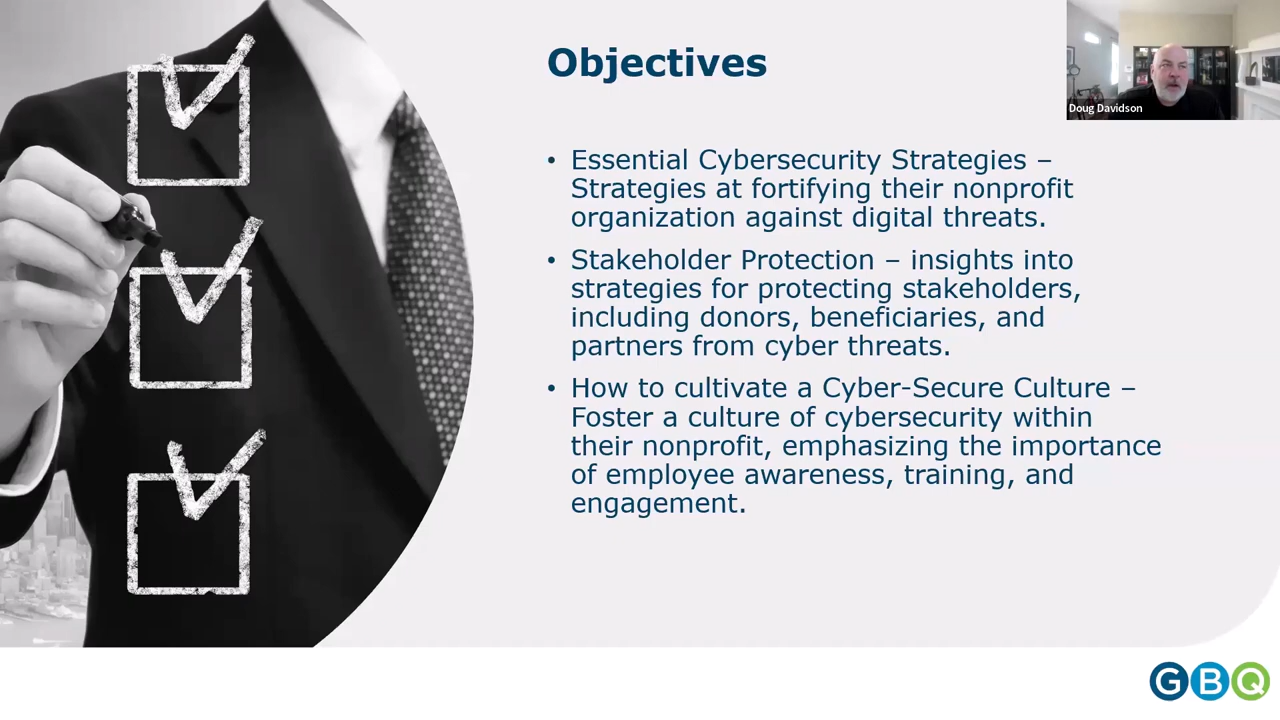 Objectives
Doug Davidson
• Essential Cybersecurity Strategies –
Strategies at fortifying their nonprofit
organization against digital threats.
• Stakeholder Protection – insights into
strategies for protecting stakeholders,
including donors, beneficiaries, and
partners from cyber threats.
• How to cultivate a Cyber-Secure Culture –
Foster a culture of cybersecurity within
their nonprofit, emphasizing the importance
of employee awareness, training, and
engagement.
GBQ